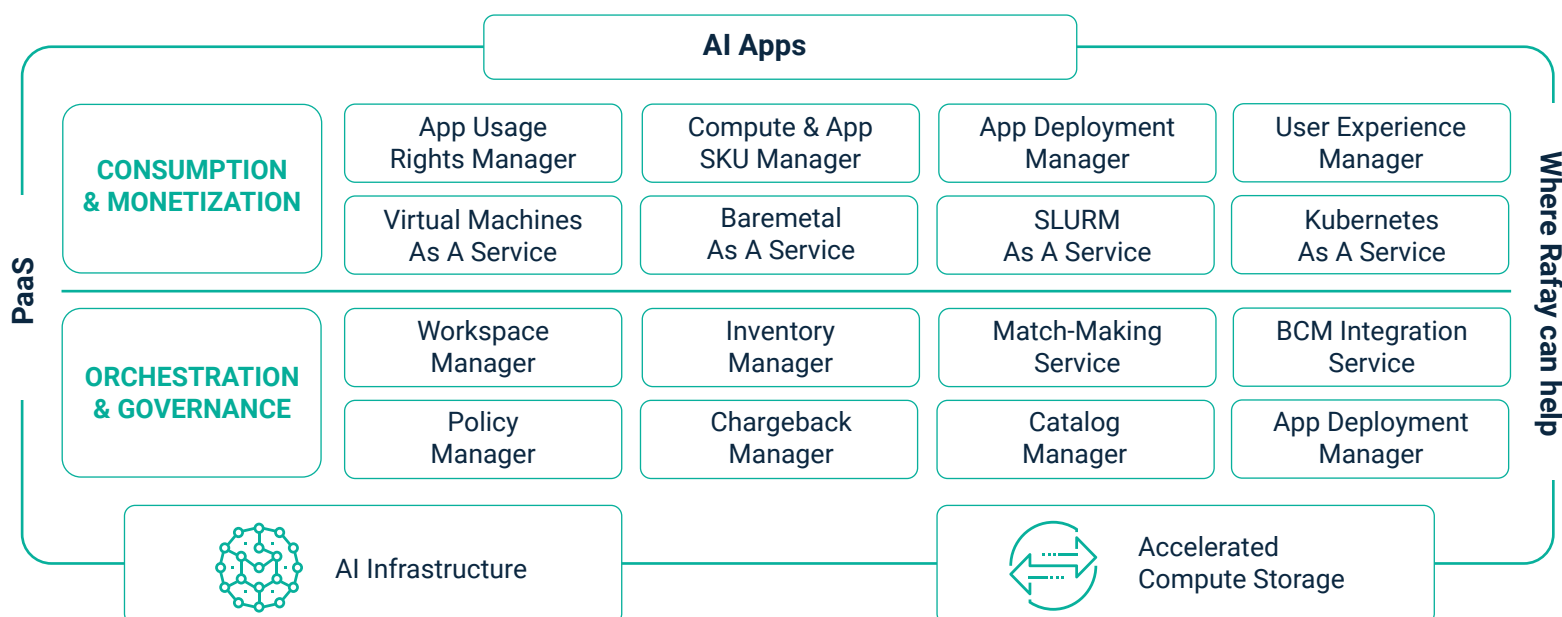 AI Apps
PaaS
CONSUMPTION
& MONETIZATION
App Usage
Rights Manager
Compute & App
SKU Manager
App Deployment
Manager
User Experience
Manager
Virtual Machines
As A Service
Baremetal
As A Service
SLURM
As A Service
Kubernetes
As A Service
ORCHESTRATION
& GOVERNANCE
Workspace
Manager
Inventory
Manager
Match-Making
Service
BCM Integration
Service
Policy
Manager
Chargeback
Manager
Catalog
Manager
App Deployment
Manager
Where Rafay can help
AI Infrastructure
Accelerated
Compute Storage